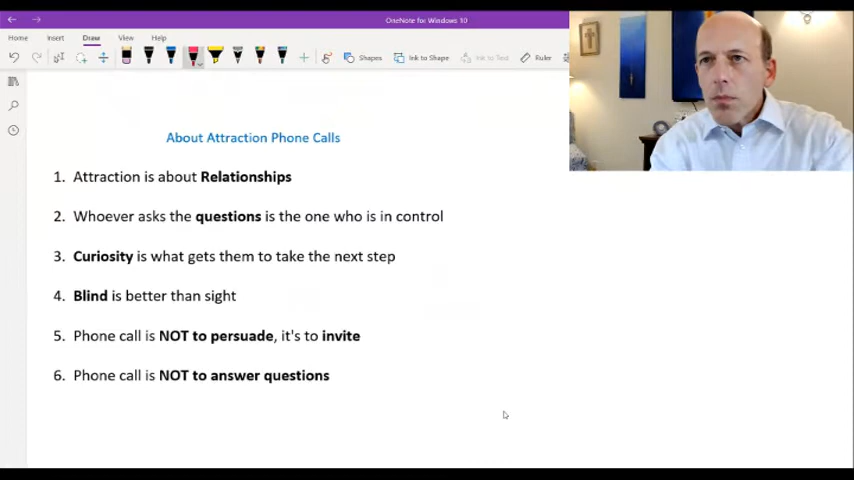 OneNote for Windows 10
Home Insert Draw View Help
Shapes Ink to Shape Ink to Text Ruler
About Attraction Phone Calls
1. Attraction is about Relationships
2. Whoever asks the questions is the one who is in control
3. Curiosity is what gets them to take the next step
4. Blind is better than sight
5. Phone call is NOT to persuade, it's to invite
6. Phone call is NOT to answer questions